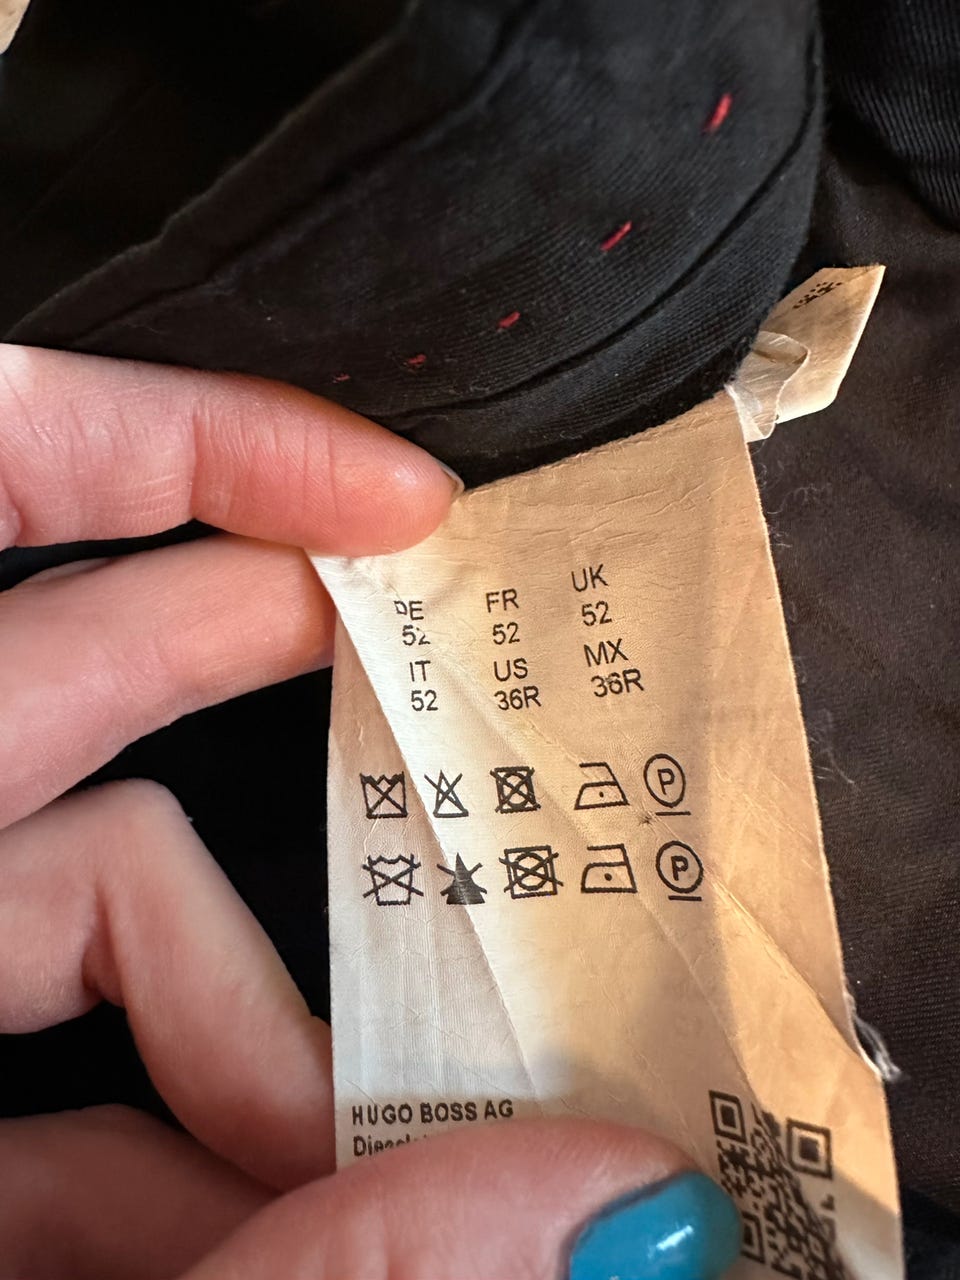 DE FR UK
52 52 52
IT US MX
52 36R 36R
P
P
HUGO BOSS AG